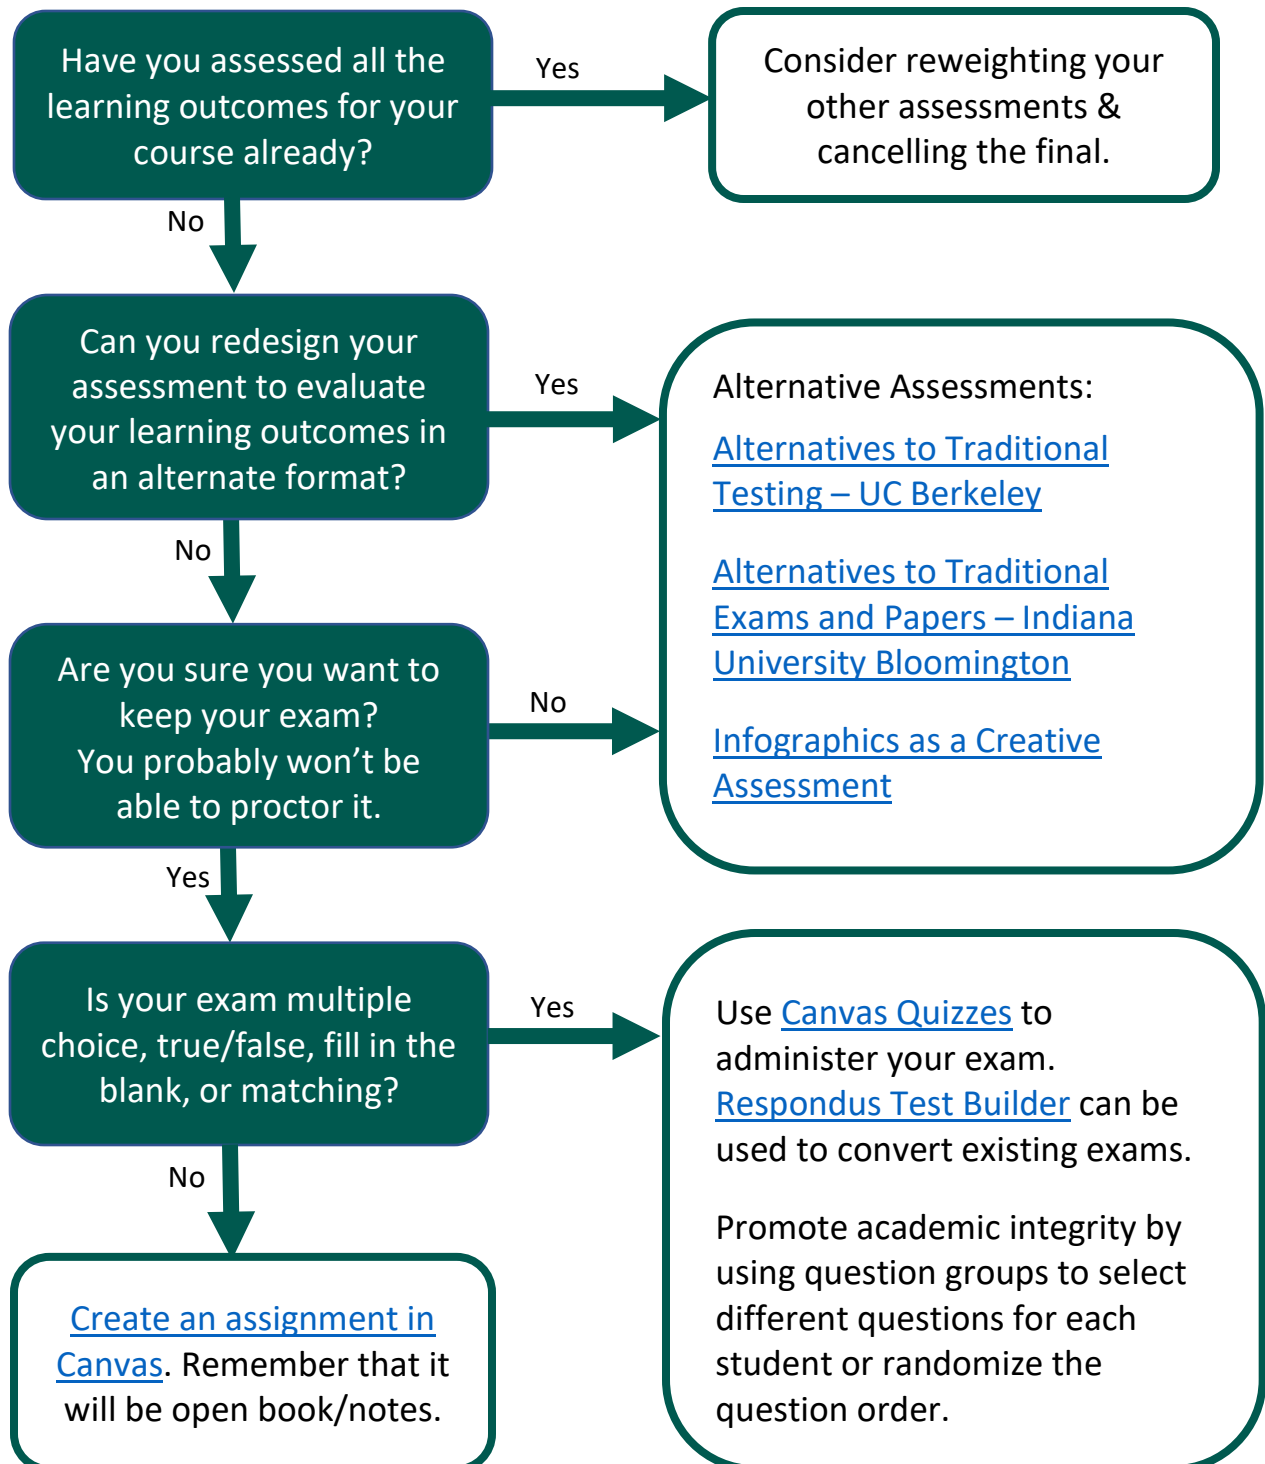 Have you assessed all the
learning outcomes for your
course already?
Yes
Consider reweighting your
other assessments &
cancelling the final.
No
Can you redesign your
assessment to evaluate
your learning outcomes in
an alternate format?
Yes
Alternative Assessments:
Alternatives to Traditional
Testing – UC Berkeley
Alternatives to Traditional
Exams and Papers – Indiana
University Bloomington
Infographics as a Creative
Assessment
No
Are you sure you want to
keep your exam?
You probably won’t be
able to proctor it.
No
Yes
Is your exam multiple
choice, true/false, fill in the
blank, or matching?
Yes
Use Canvas Quizzes to
administer your exam.
Respondus Test Builder can be
used to convert existing exams.
Promote academic integrity by
using question groups to select
different questions for each
student or randomize the
question order.
No
Create an assignment in
Canvas. Remember that it
will be open book/notes.